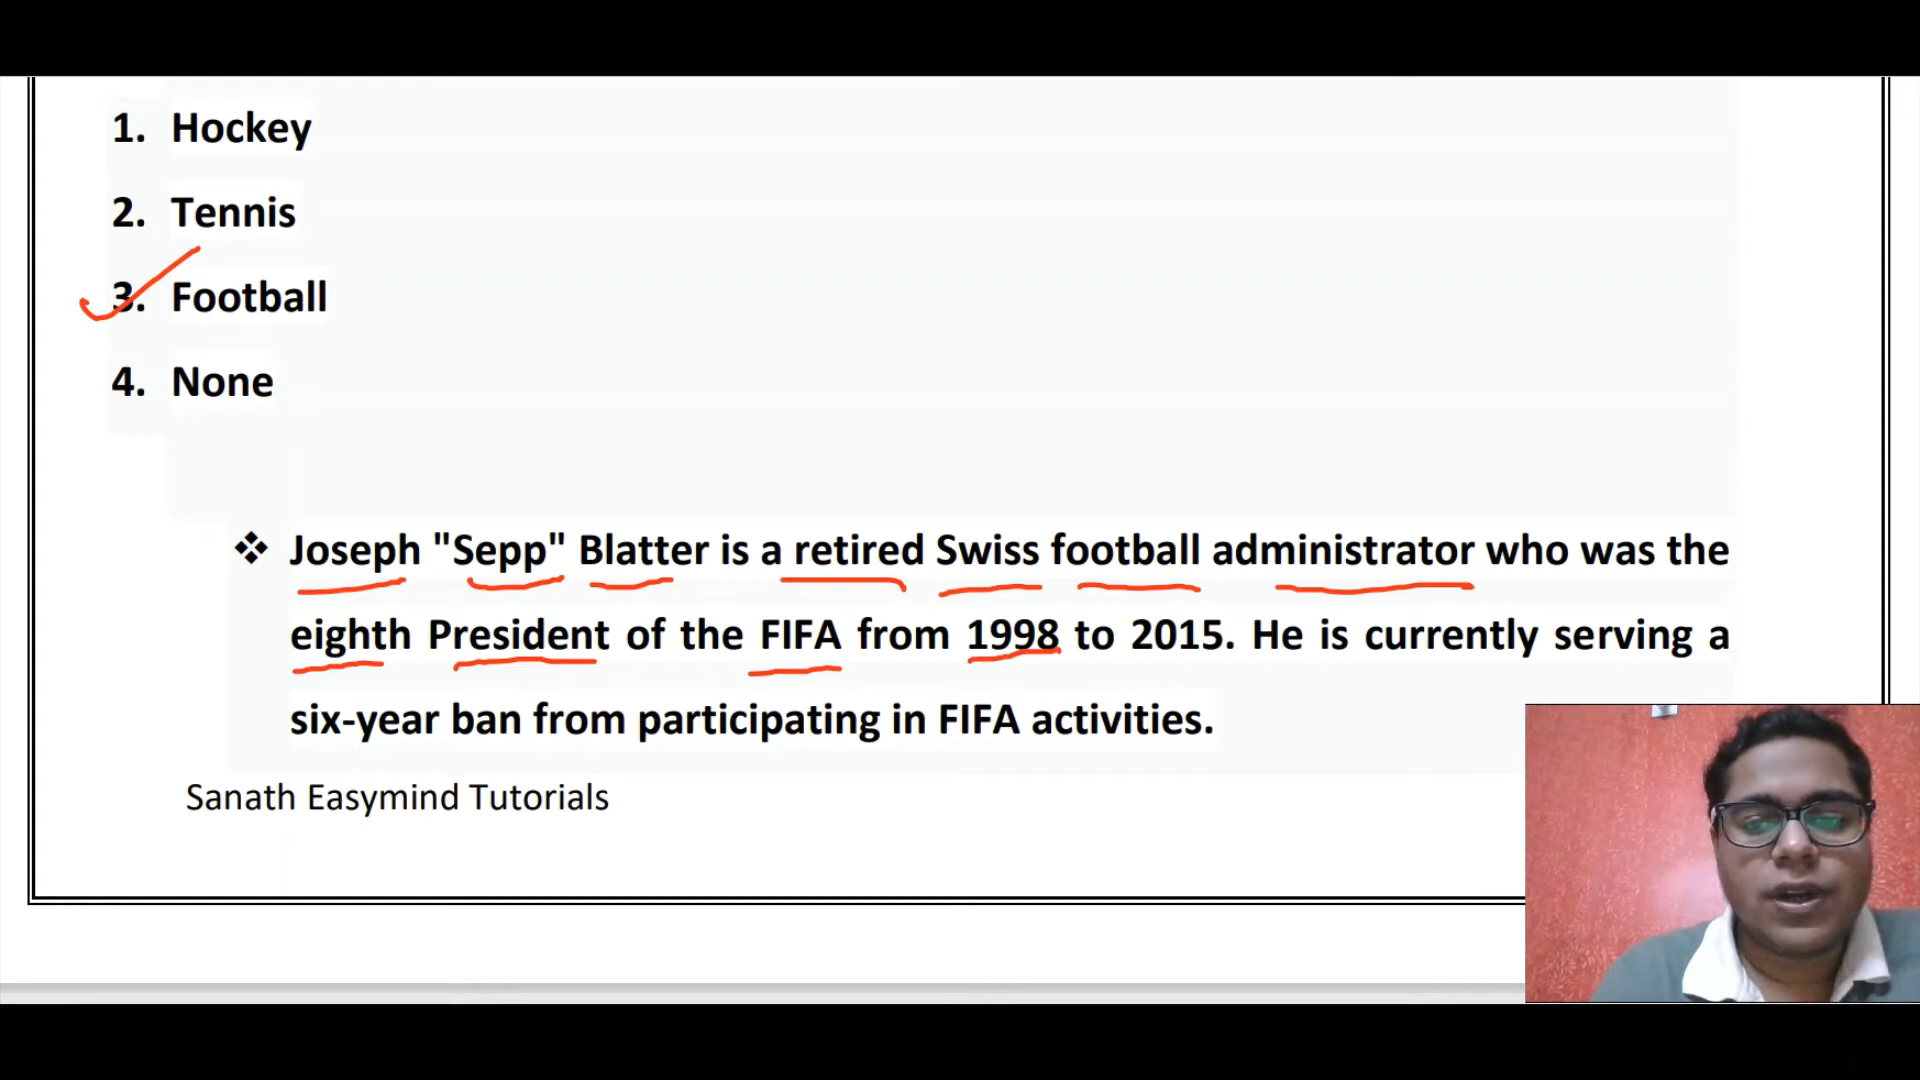 1. Hockey
2. Tennis
3. Football
4. None
❖ Joseph "Sepp" Blatter is a retired Swiss football administrator who was the
eighth President of the FIFA from 1998 to 2015. He is currently serving a
six-year ban from participating in FIFA activities.
Sanath Easymind Tutorials